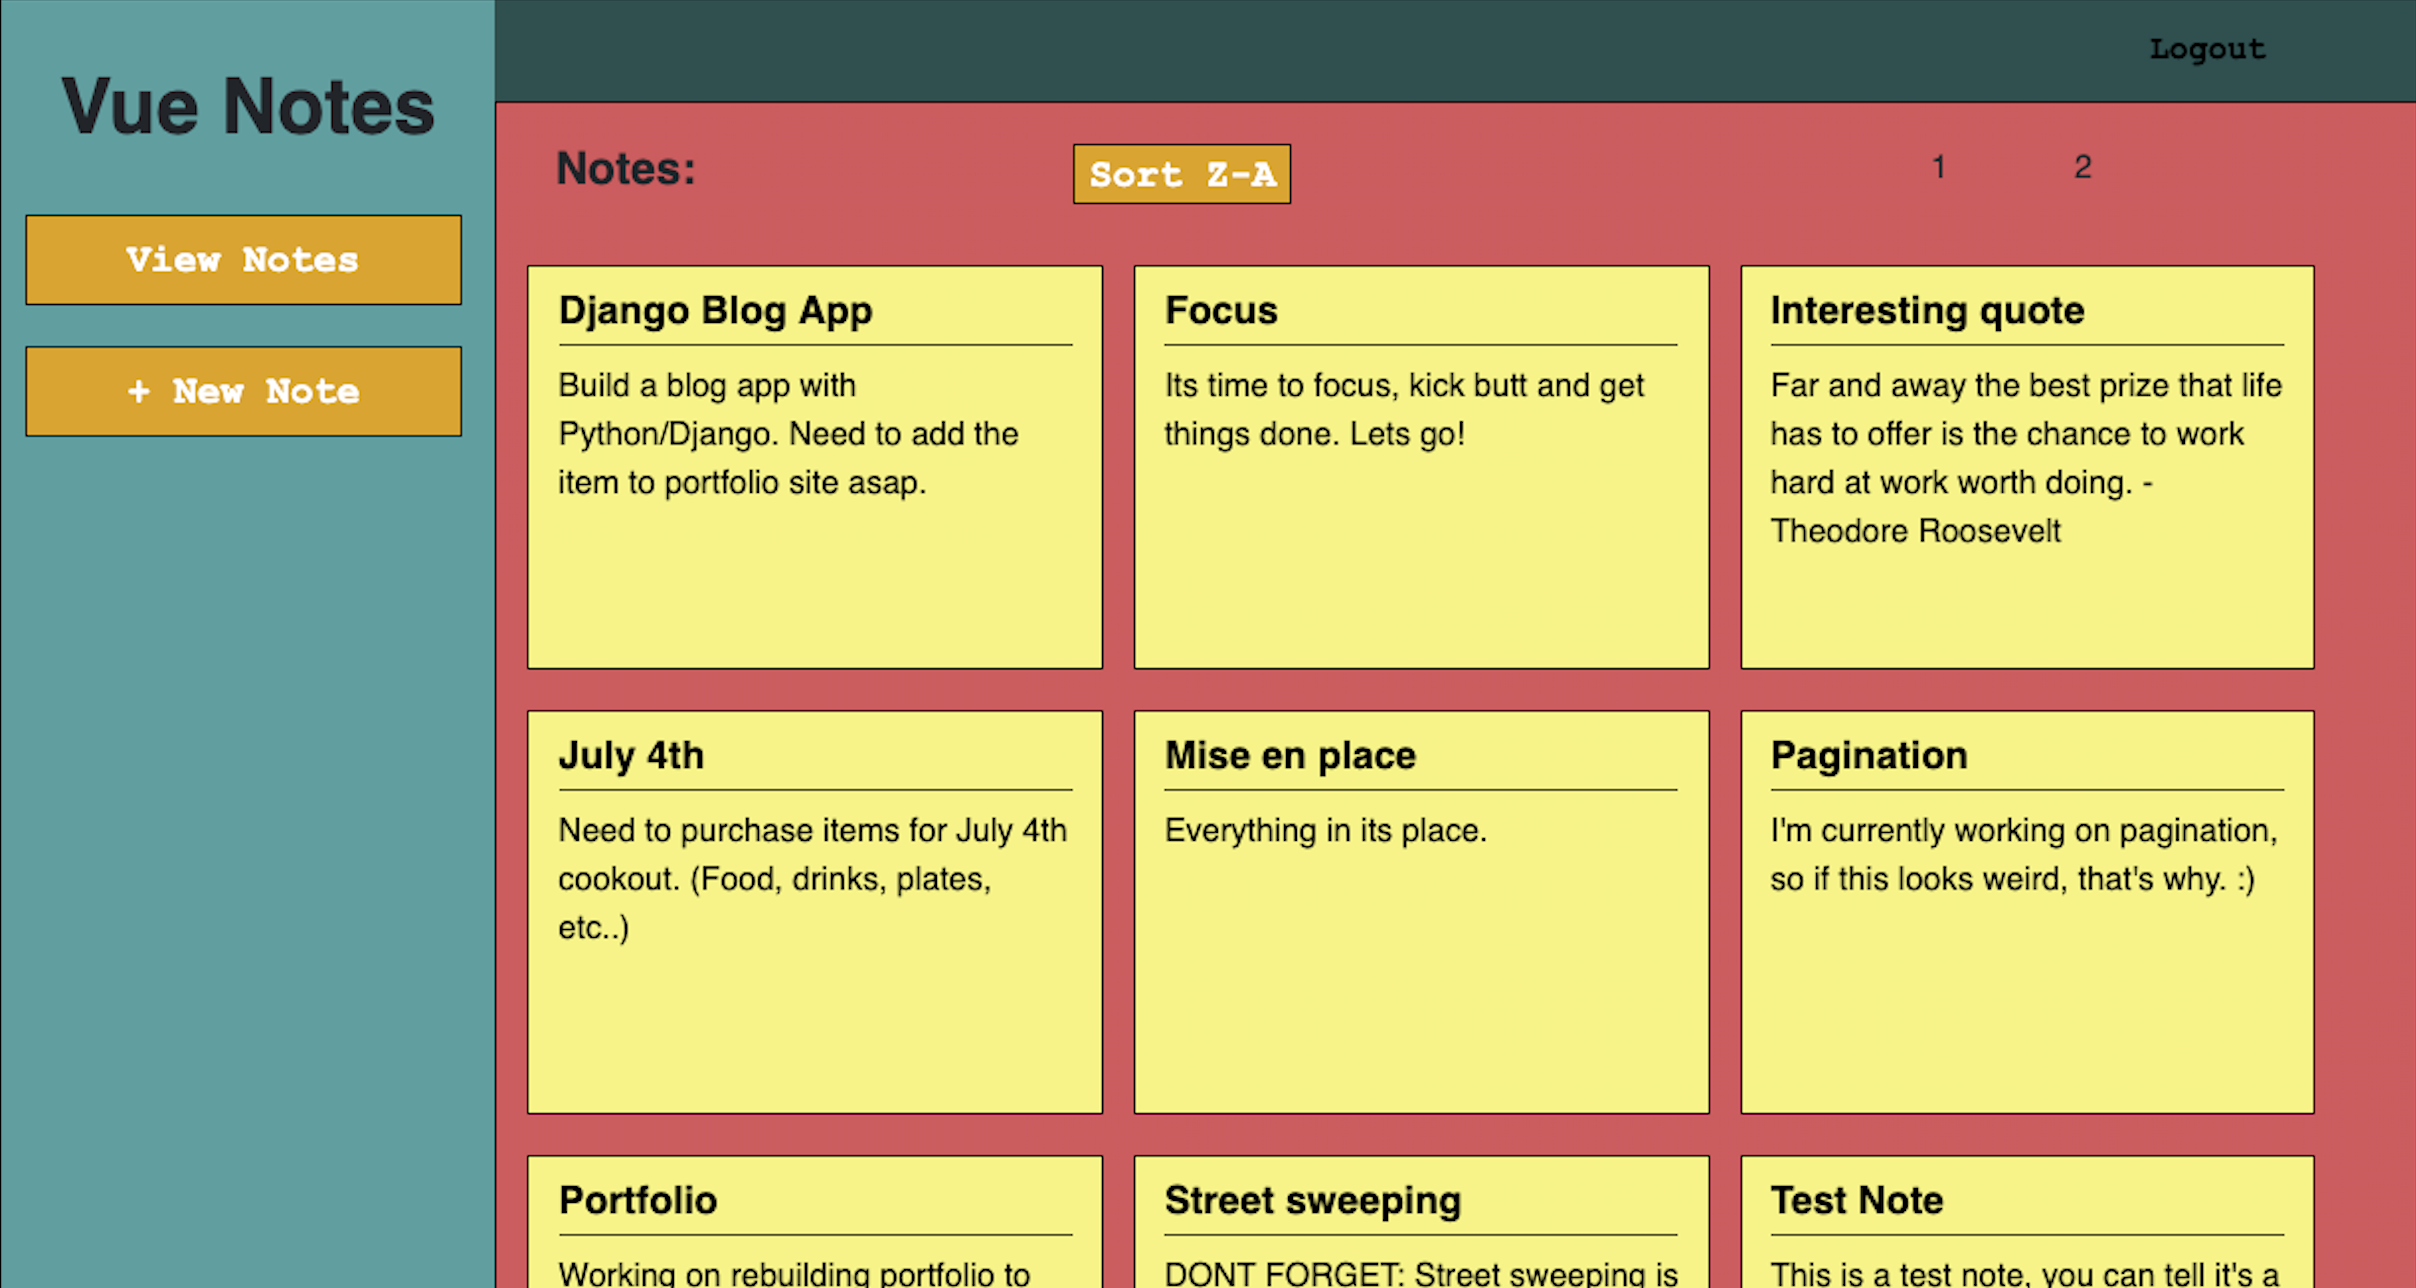 Vue Notes
View Notes
+ New Note
Logout
Notes:
Sort Z-A
1
2
Django Blog App
Build a blog app with
Python/Django. Need to add the
item to portfolio site asap.
Focus
Its time to focus, kick butt and get
things done. Lets go!
Interesting quote
Far and away the best prize that life
has to offer is the chance to work
hard at work worth doing. -
Theodore Roosevelt
July 4th
Need to purchase items for July 4th
cookout. (Food, drinks, plates,
etc..)
Mise en place
Everything in its place.
Pagination
I'm currently working on pagination,
so if this looks weird, that's why. :)
Portfolio
Working on rebuilding portfolio to
Street sweeping
DONT FORGET: Street sweeping is
Test Note
This is a test note, you can tell it's a